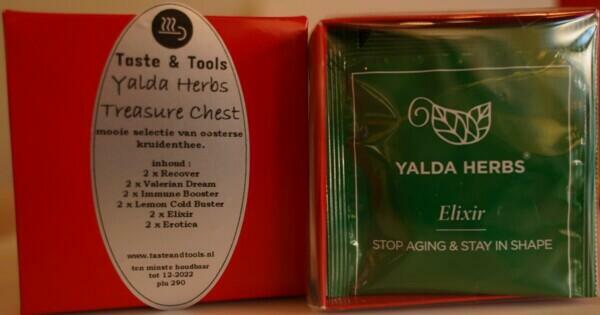 Taste & Tools
Yalda Herbs
Treasure Chest
mooie selectie van oosterse
kruidenthee.
inhoud :
2 x Recover
2 x Valerian Dream
2 x Immune Booster
2 x Lemon Cold Buster
2 x Elixir
2 x Erotica
www.tasteandtools.nl
ten minste houdbaar
tot 12-2022
plu 290
YALDA HERBS®
Elixir
STOP AGING & STAY IN SHAPE